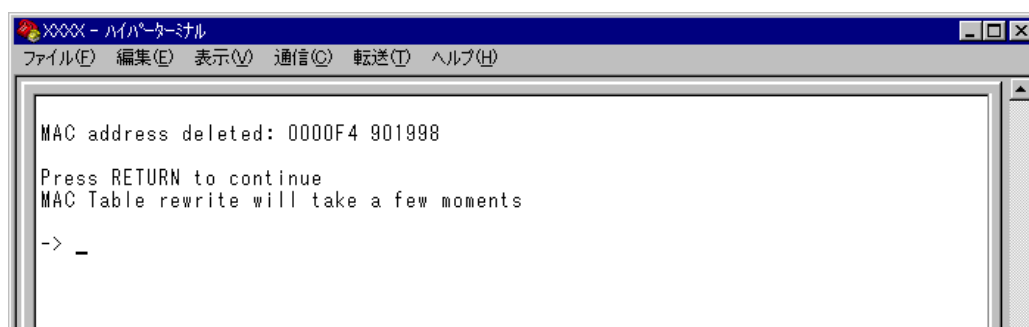 XXXX - ﾊｲﾊﾟｰﾀｰﾐﾅﾙ
ファイル(F) 編集(E) 表示(V) 通信(C) 転送(T) ヘルプ(H)
MAC address deleted: 0000F4 901998
Press RETURN to continue
MAC Table rewrite will take a few moments
-> _